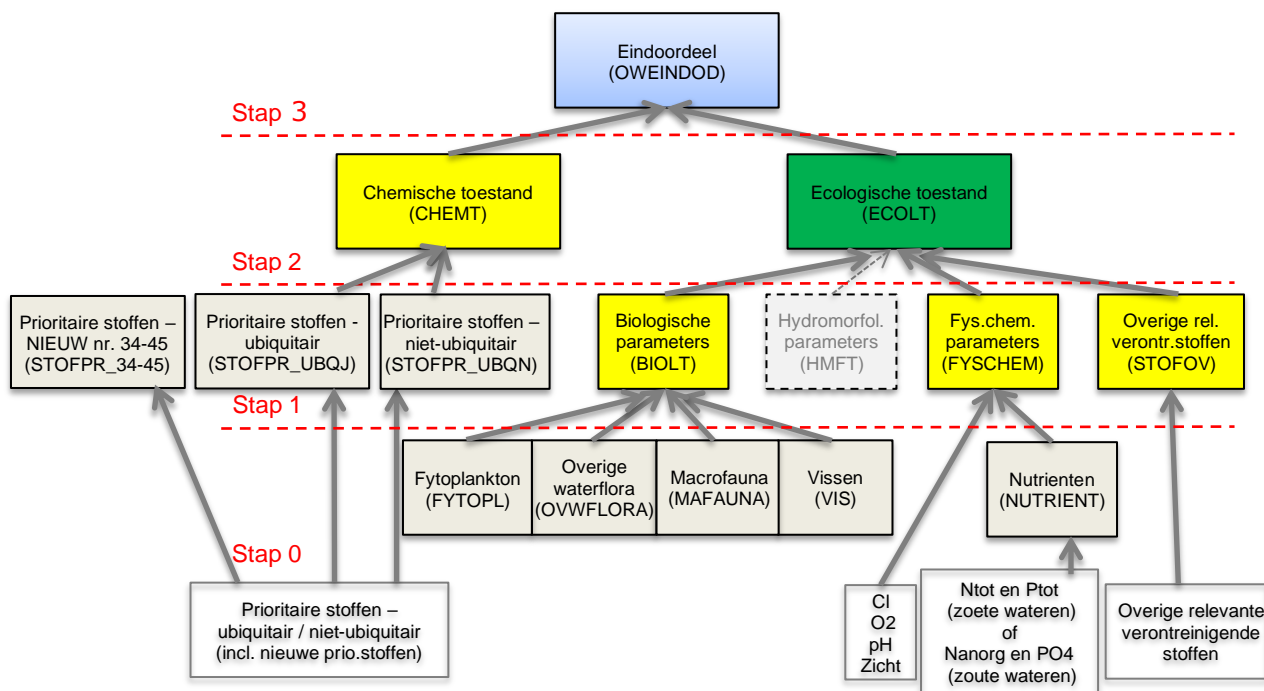 Eindoordeel
(OWEINDOD)
Stap 3
Chemische toestand
(CHEMT)
Ecologische toestand
(ECOLT)
Stap 2
Prioritaire stoffen –
NIEUW nr. 34-45
(STOFPR_34-45)
Prioritaire stoffen -
ubiquitair
(STOFPR_UBQJ)
Prioritaire stoffen –
niet-ubiquitair
(STOFPR_UBQN)
Biologische
parameters
(BIOLT)
Hydromorfol.
parameters
(HMFT)
Fys.chem.
parameters
(FYSCHEM)
Overige rel.
verontr.stoffen
(STOFOV)
Stap 1
Fytoplankton
(FYTOPL)
Overige
waterflora
(OVWFLORA)
Macrofauna
(MAFAUNA)
Vissen
(VIS)
Nutrienten
(NUTRIENT)
Stap 0
Prioritaire stoffen –
ubiquitair / niet-ubiquitair
(incl. nieuwe prio.stoffen)
Cl
O2
pH
Zicht
Ntot en Ptot
(zoete wateren)
of
Nanorg en PO4
(zoute wateren)
Overige relevante
verontreinigende
stoffen